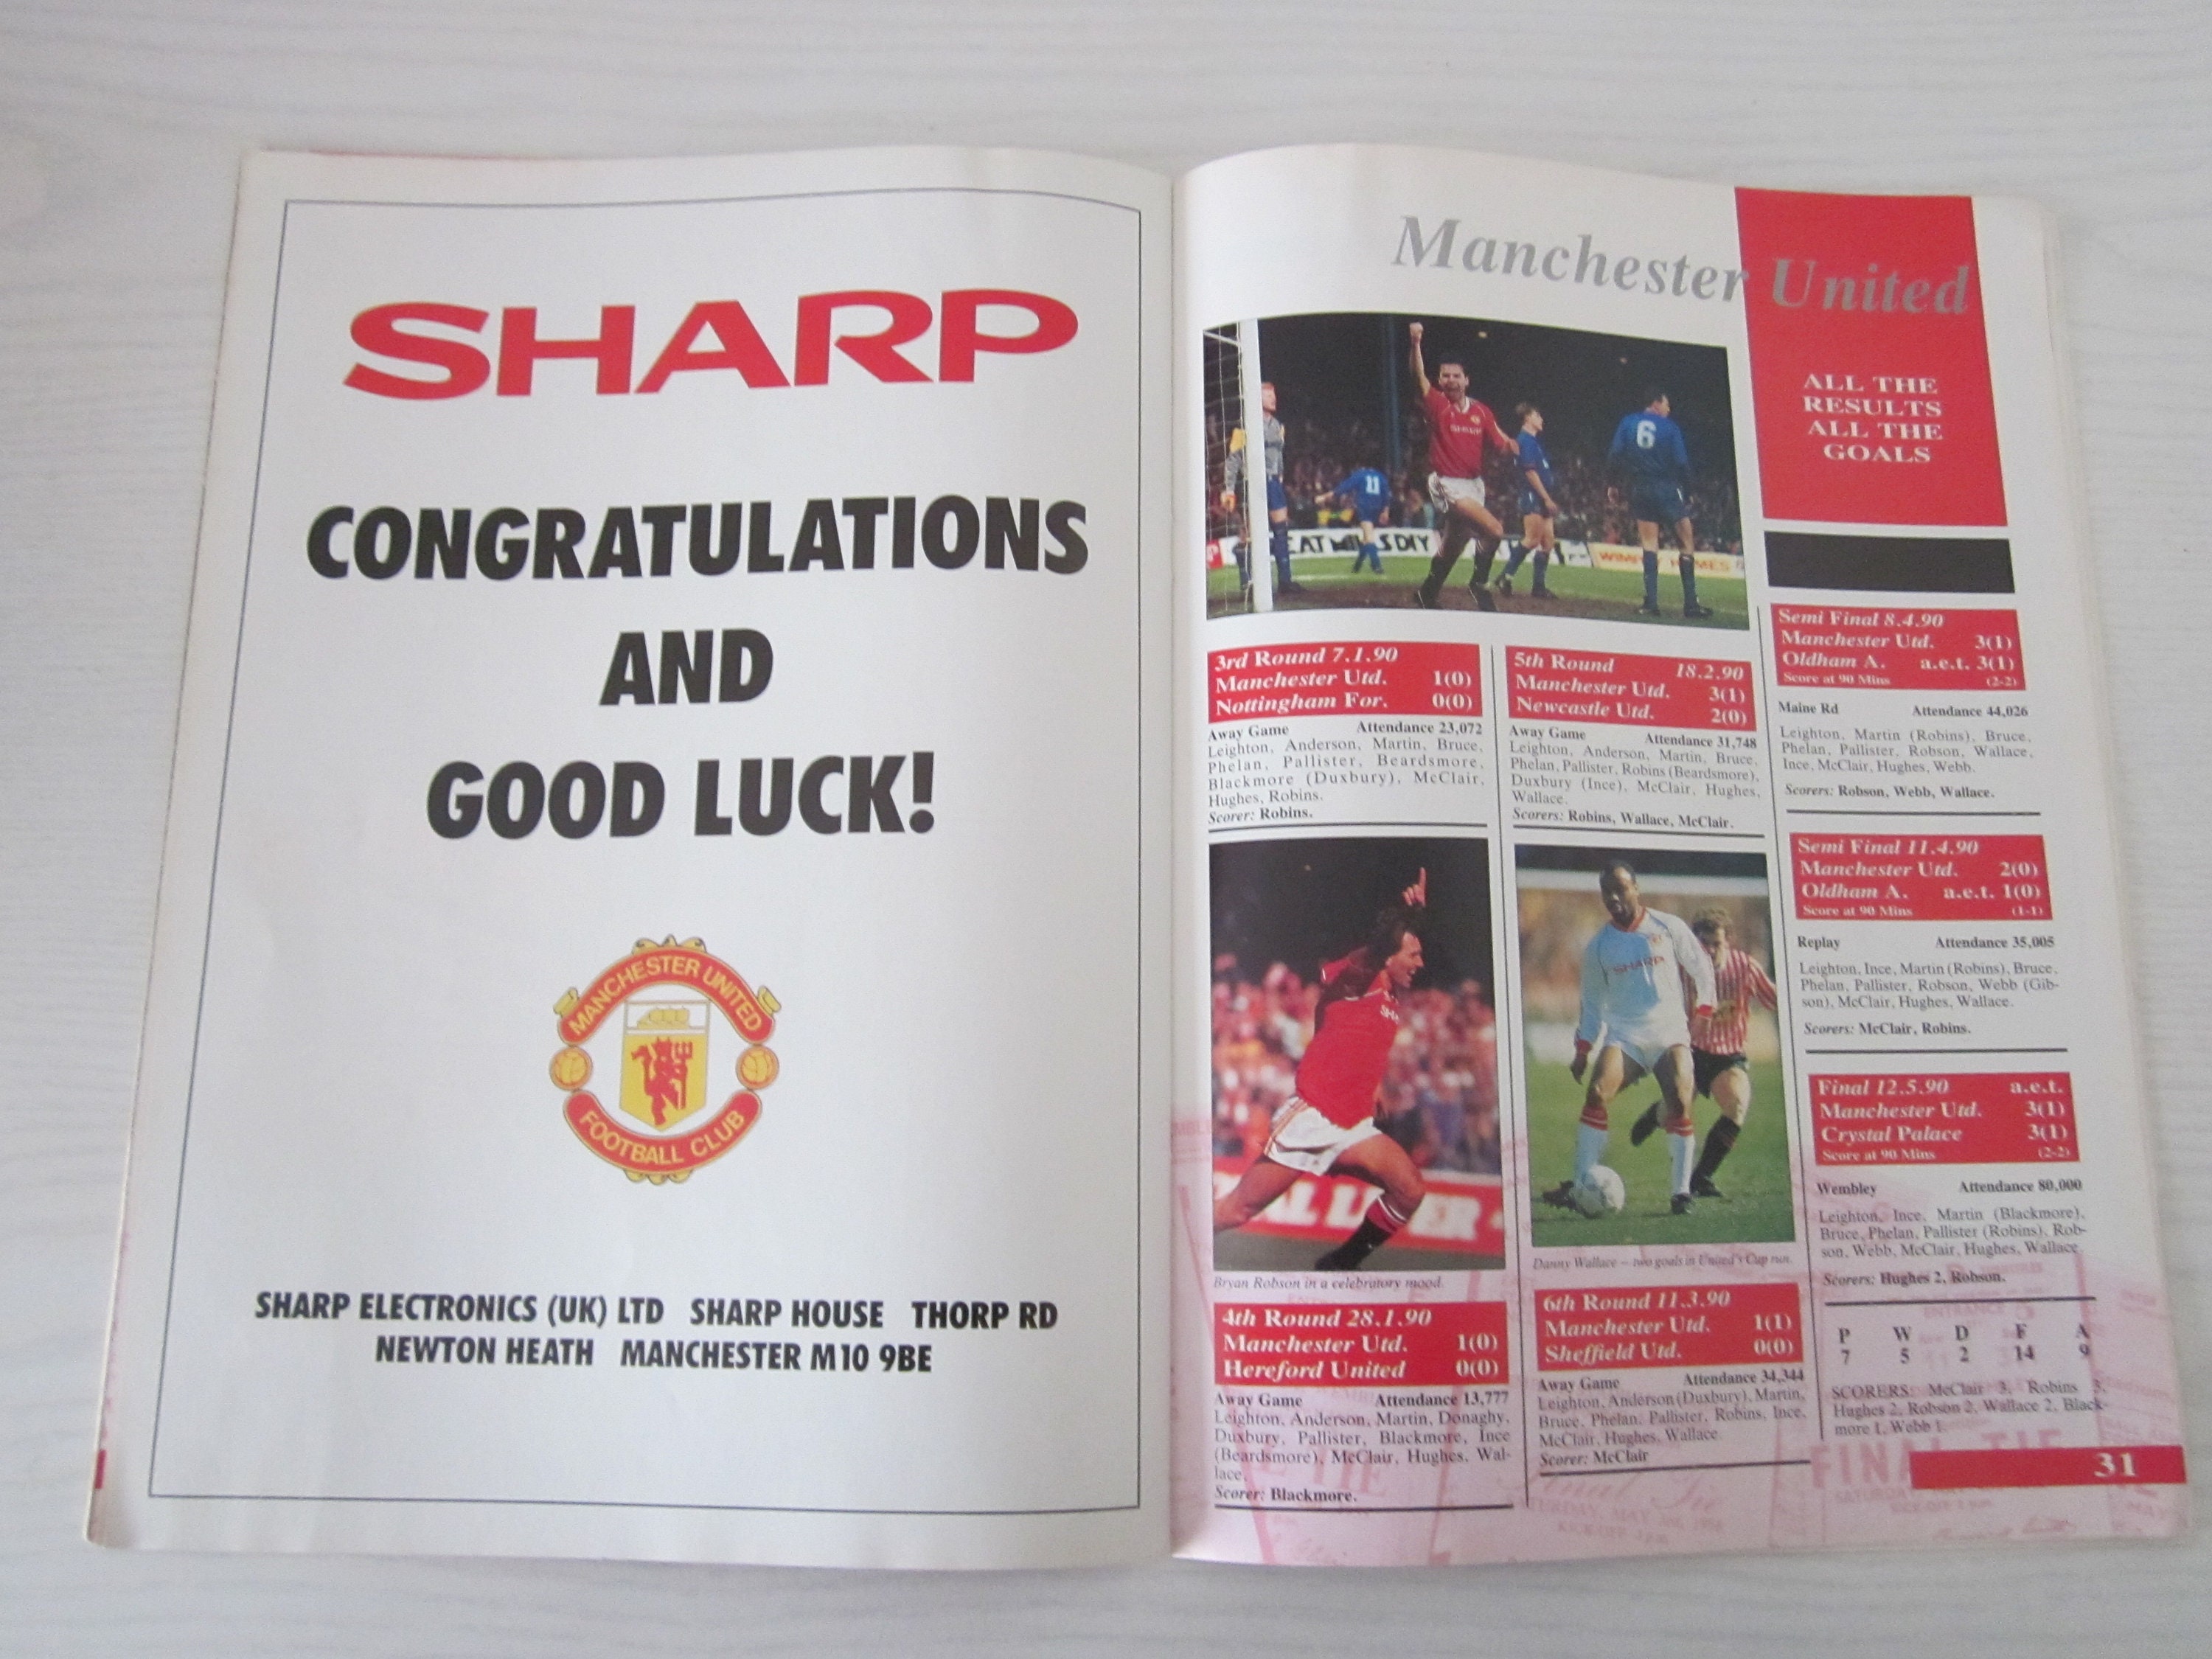 SHARP
CONGRATULATIONS
AND
GOOD LUCK!
MANCHESTER UNITED
FOOTBALL CLUB
SHARP ELECTRONICS (UK) LTD SHARP HOUSE THORP RD
NEWTON HEATH MANCHESTER M10 9BE
Manchester United
ALL THE
RESULTS
ALL THE
GOALS
SHARP
11
6
DIY
3rd Round 7.1.90
Manchester Utd. 1(0)
Nottingham For. 0(0)
Away Game Attendance 23,072
Leighton, Anderson, Martin, Bruce,
Phelan, Pallister, Beardsmore,
Blackmore (Duxbury), McClair,
Hughes, Robins.
Scorer: Robins.
Bryan Robson in a celebratory mood.
4th Round 28.1.90
Manchester Utd. 1(0)
Hereford United 0(0)
Away Game Attendance 13,777
Leighton, Anderson, Martin, Donaghy,
Duxbury, Pallister, Blackmore, Ince
(Beardsmore), McClair, Hughes, Wal-
lace.
Scorer: Blackmore.
5th Round 18.2.90
Manchester Utd. 3(1)
Newcastle Utd. 2(0)
Away Game Attendance 31,748
Leighton, Anderson, Martin, Bruce,
Phelan, Pallister, Robins (Beardsmore),
Duxbury (Ince), McClair, Hughes,
Wallace.
Scorers: Robins, Wallace, McClair.
SHARP
Danny Wallace – two goals in United's Cup run.
6th Round 11.3.90
Manchester Utd. 1(1)
Sheffield Utd. 0(0)
Away Game Attendance 34,344
Leighton, Anderson (Duxbury), Martin,
Bruce, Phelan, Pallister, Robins, Ince,
McClair, Hughes, Wallace.
Scorer: McClair
Semi Final 8.4.90
Manchester Utd. 3(1)
Oldham A. a.e.t. 3(1)
Score at 90 Mins (2-2)
Maine Rd Attendance 44,026
Leighton, Martin (Robins), Bruce,
Phelan, Pallister, Robson, Wallace,
Ince, McClair, Hughes, Webb.
Scorers: Robson, Webb, Wallace.
Semi Final 11.4.90
Manchester Utd. 2(0)
Oldham A. a.e.t. 1(0)
Score at 90 Mins (1-1)
Replay Attendance 35,005
Leighton, Ince, Martin (Robins), Bruce,
Phelan, Pallister, Robson, Webb (Gib-
son), McClair, Hughes, Wallace.
Scorers: McClair, Robins.
Final 12.5.90 a.e.t.
Manchester Utd. 3(1)
Crystal Palace 3(1)
Score at 90 Mins (2-2)
Wembley Attendance 80,000
Leighton, Ince, Martin (Blackmore),
Bruce, Phelan, Pallister (Robins), Rob-
son, Webb, McClair, Hughes, Wallace.
Scorers: Hughes 2, Robson.
P W D F A
7 5 2 14 9
SCORERS: McClair 3, Robins 3,
Hughes 2, Robson 2, Wallace 2, Black-
more 1, Webb 1.
31